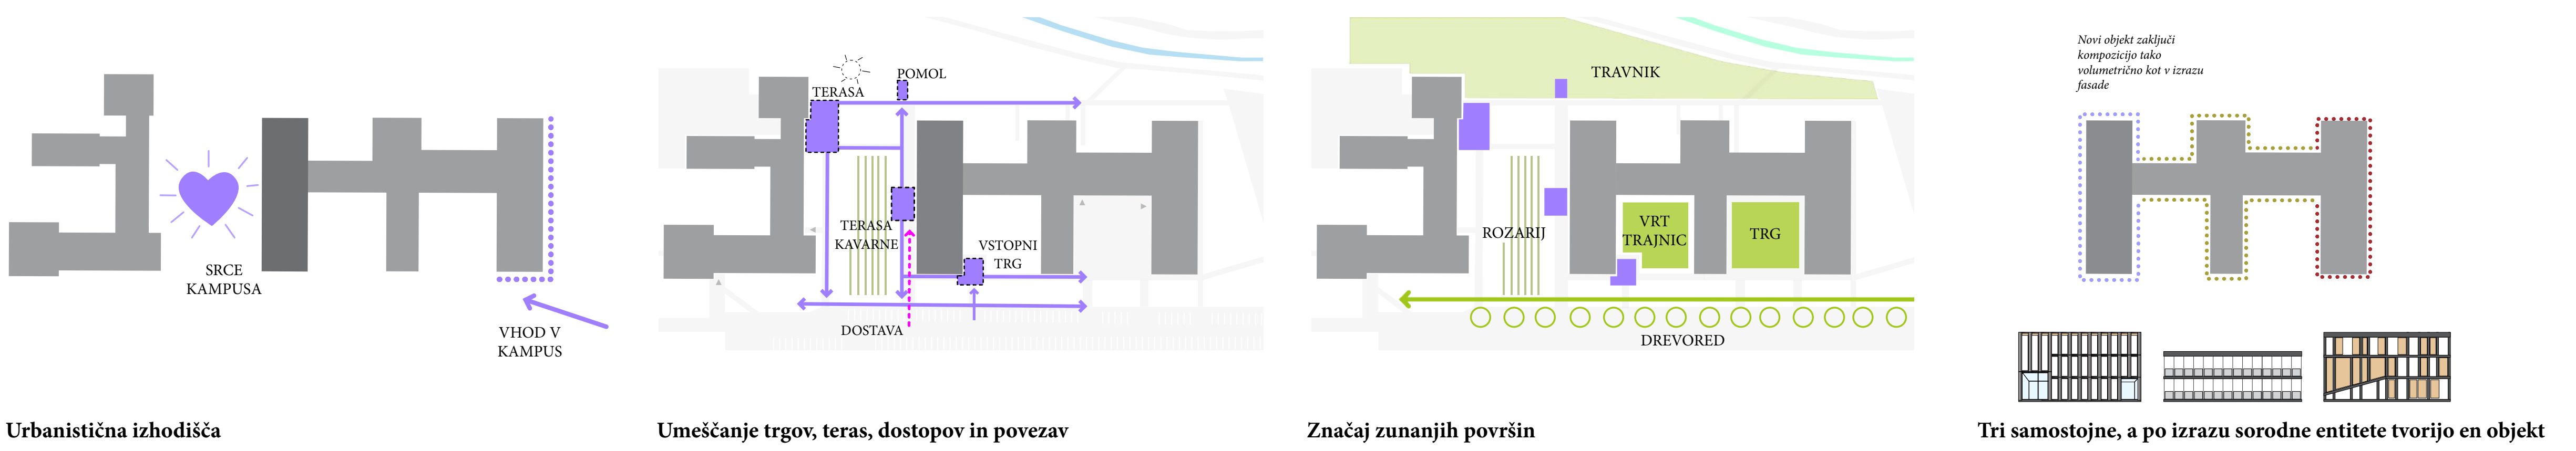 SRCE
KAMPUSA
VHOD V
KAMPUS
Urbanistična izhodišča
POMOL
TERASA
TERASA
KAVARNE
VSTOPNI
TRG
DOSTAVA
Umeščanje trgov, teras, dostopov in povezav
TRAVNIK
ROZARIJ
VRT
TRAJNIC
TRG
DREVORED
Značaj zunanjih površin
Novi objekt zaključi
kompozicijo tako
volumetrično kot v izrazu
fasade
Tri samostojne, a po izrazu sorodne entitete tvorijo en objekt